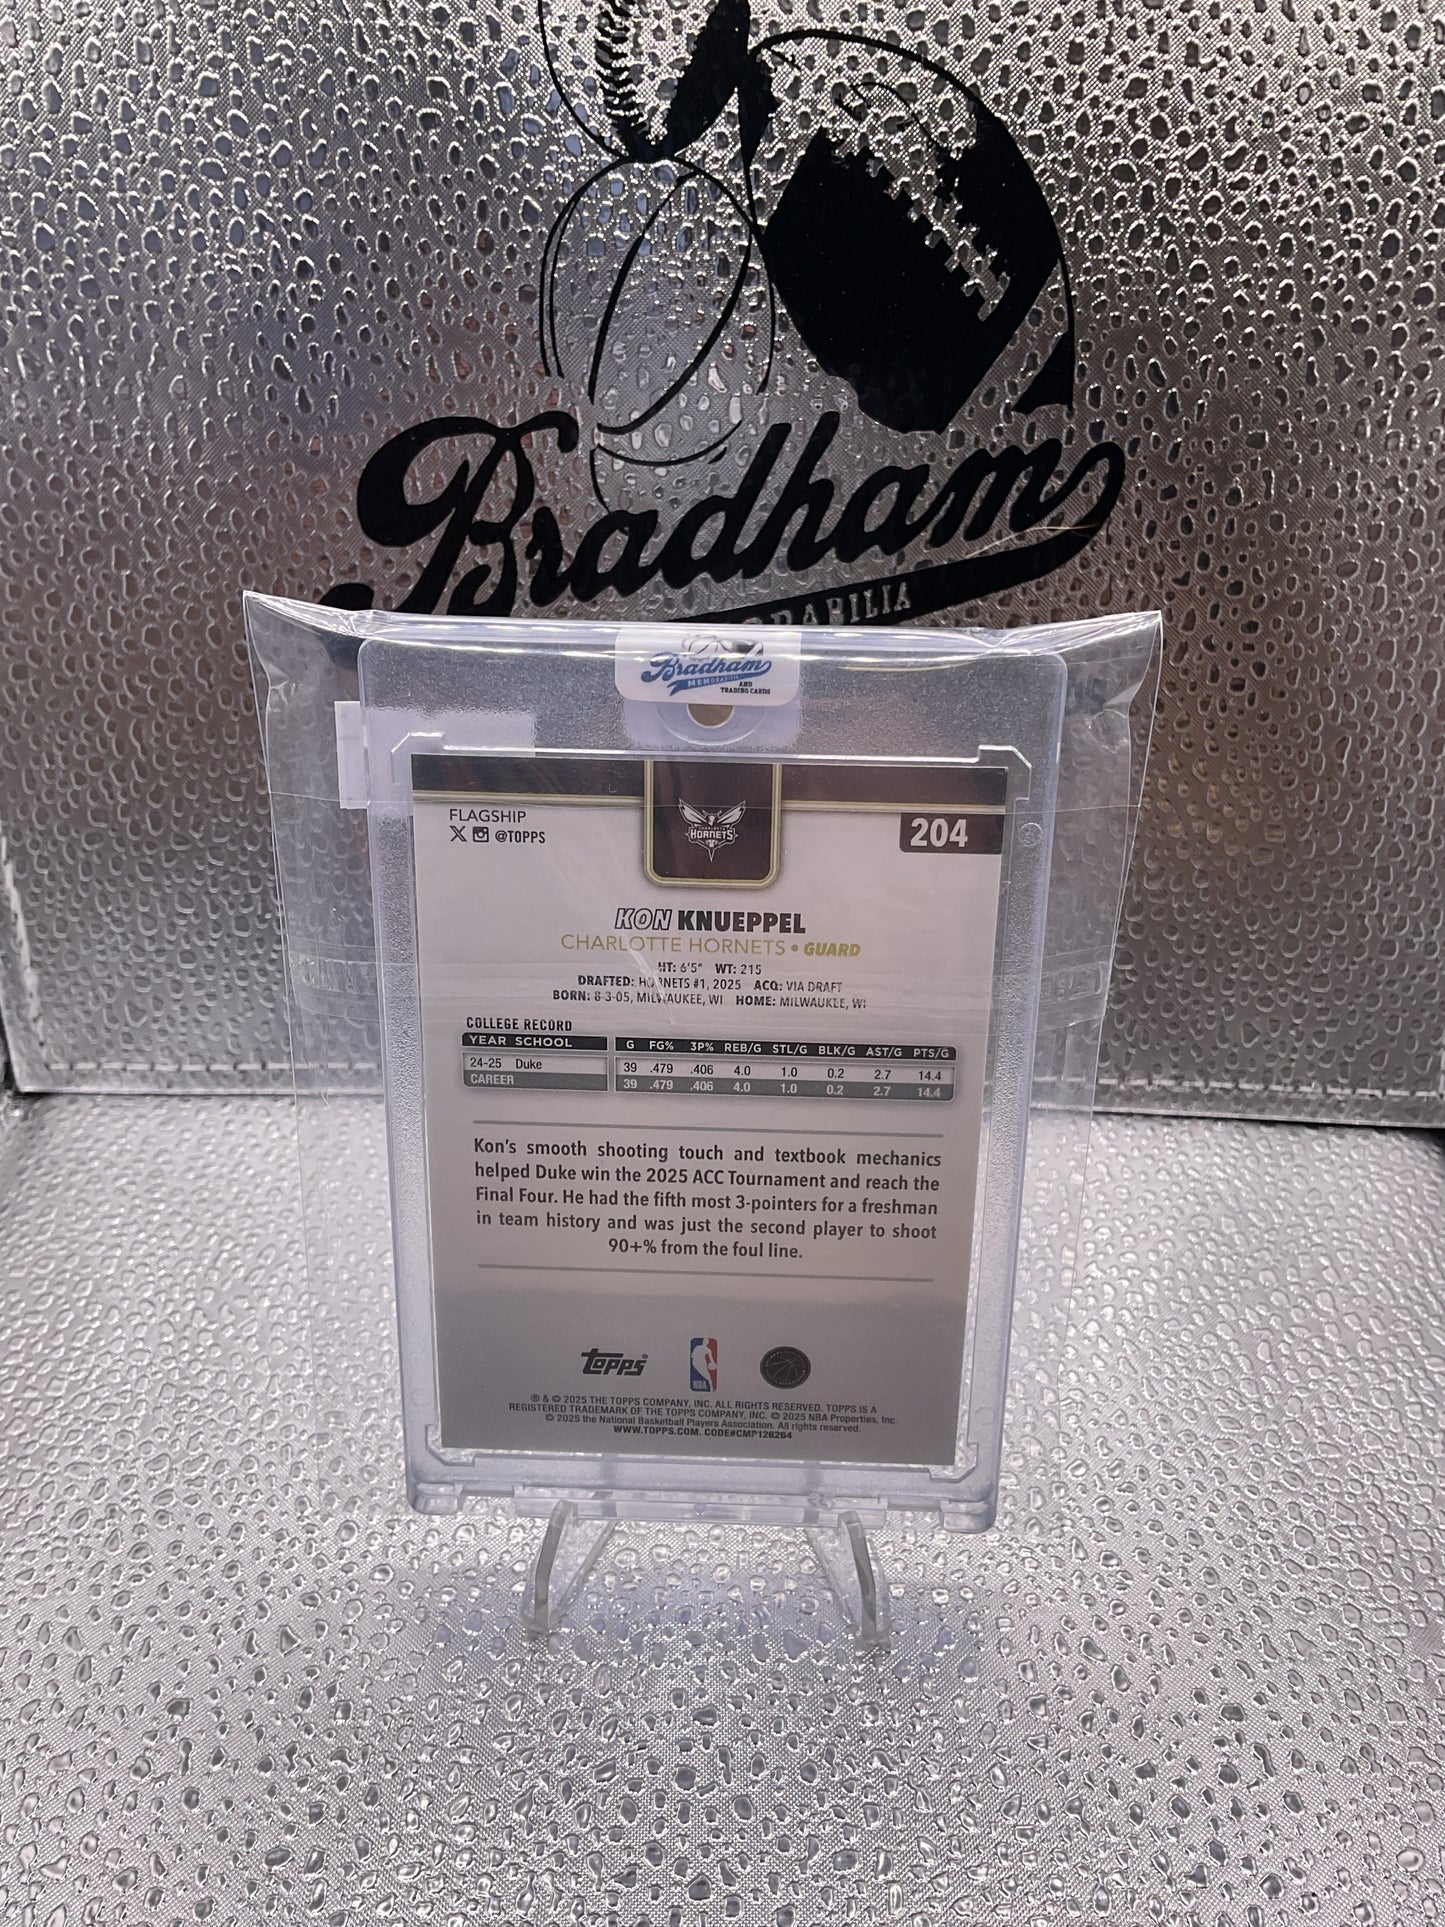 Bradham
MEMORABILIA
Bradham
MEMORABILIA
AND
TRADING CARDS
FLAGSHIP
@TOPPS
CHARLOTTE
HORNETS
204
KON KNUEPPEL
CHARLOTTE HORNETS • GUARD
HT: 6'5" WT: 215
DRAFTED: HORNETS #1, 2025 ACQ: VIA DRAFT
BORN: 8-3-05, MILWAUKEE, WI HOME: MILWAUKEE, WI
COLLEGE RECORD
YEAR SCHOOL G FG% 3P% REB/G STL/G BLK/G AST/G PTS/G
24-25 Duke 39 .479 .406 4.0 1.0 0.2 2.7 14.4
CAREER 39 .479 .406 4.0 1.0 0.2 2.7 14.4
Kon's smooth shooting touch and textbook mechanics
helped Duke win the 2025 ACC Tournament and reach the
Final Four. He had the fifth most 3-pointers for a freshman
in team history and was just the second player to shoot
90+% from the foul line.
topps
NBA
® & © 2025 THE TOPPS COMPANY, INC. ALL RIGHTS RESERVED. TOPPS IS A
REGISTERED TRADEMARK OF THE TOPPS COMPANY, INC. © 2025 NBA Properties, Inc.
© 2025 the National Basketball Players Association. All rights reserved.
WWW.TOPPS.COM. CODE#CMP126264